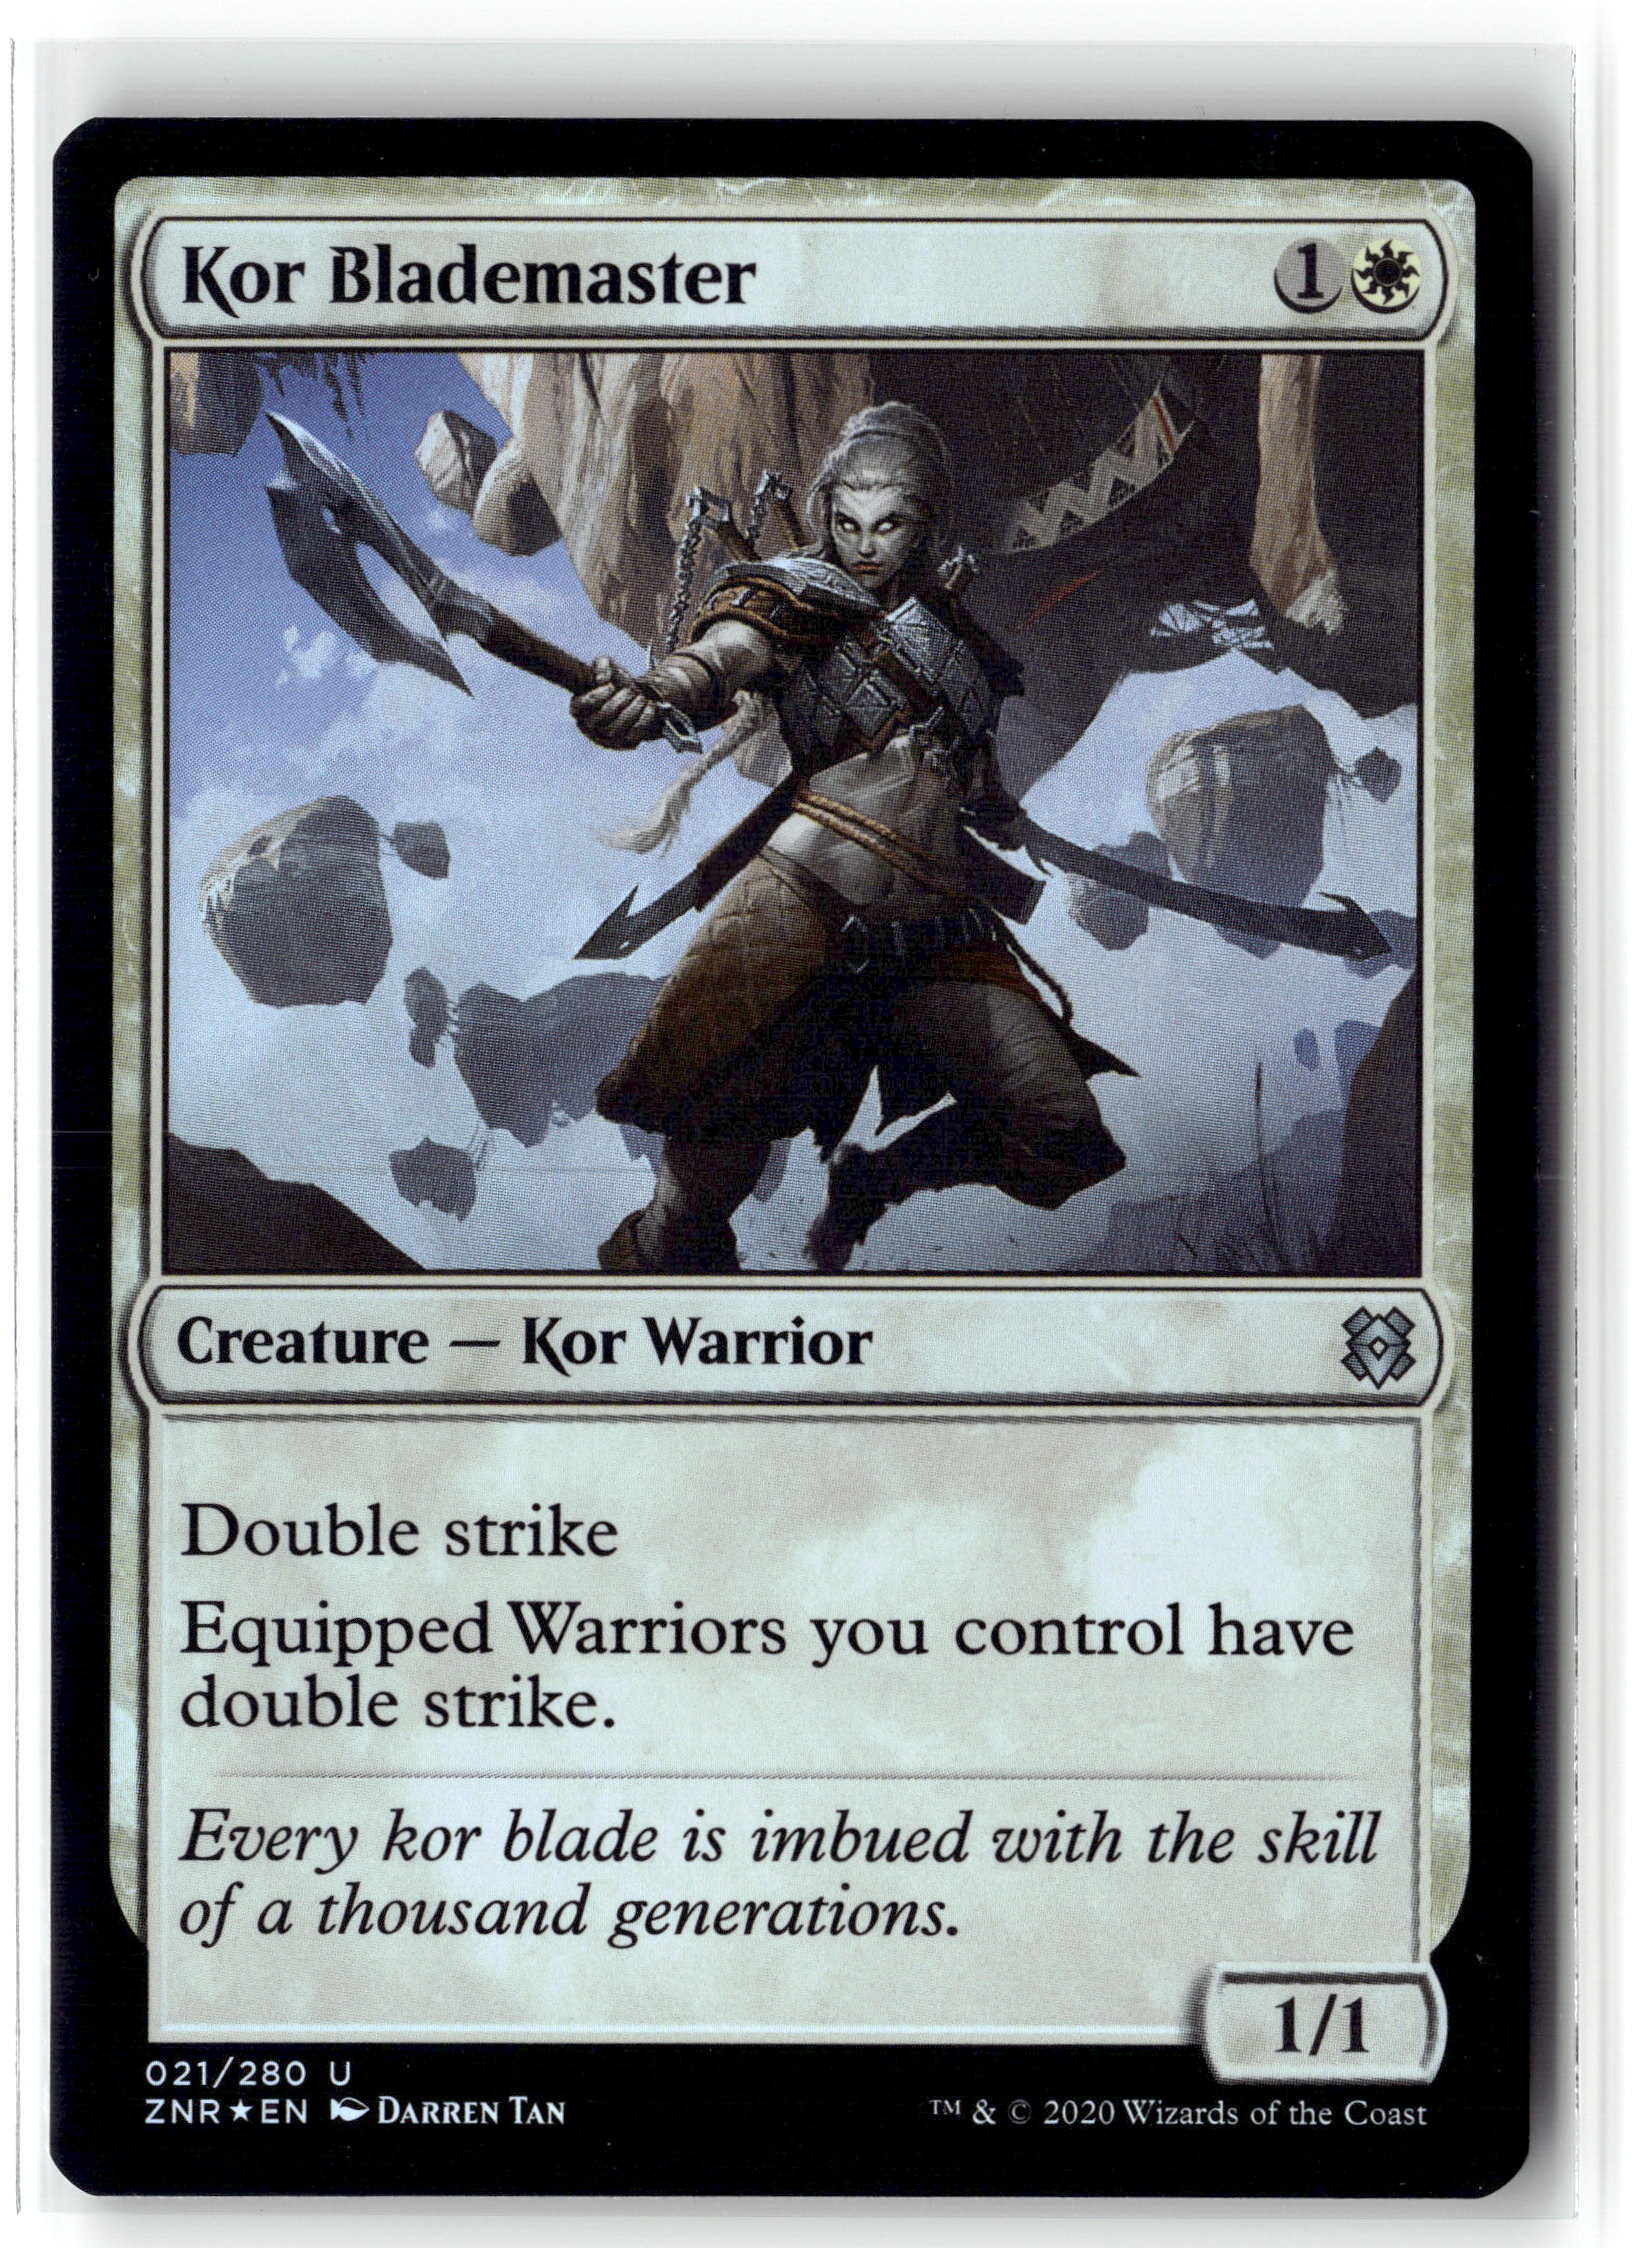 Kor Blademaster 1
Creature — Kor Warrior
Double strike
Equipped Warriors you control have
double strike.
Every kor blade is imbued with the skill
of a thousand generations.
1/1
021/280 U
ZNR★EN DARREN TAN
™ & © 2020 Wizards of the Coast